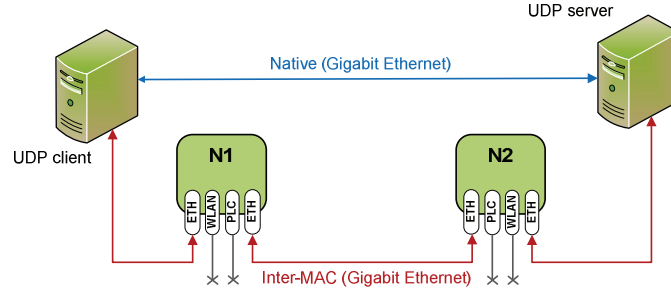 UDP server
Native (Gigabit Ethernet)
UDP client
N1
N2
ETH
WLAN
PLC
ETH
ETH
PLC
WLAN
ETH
Inter-MAC (Gigabit Ethernet)